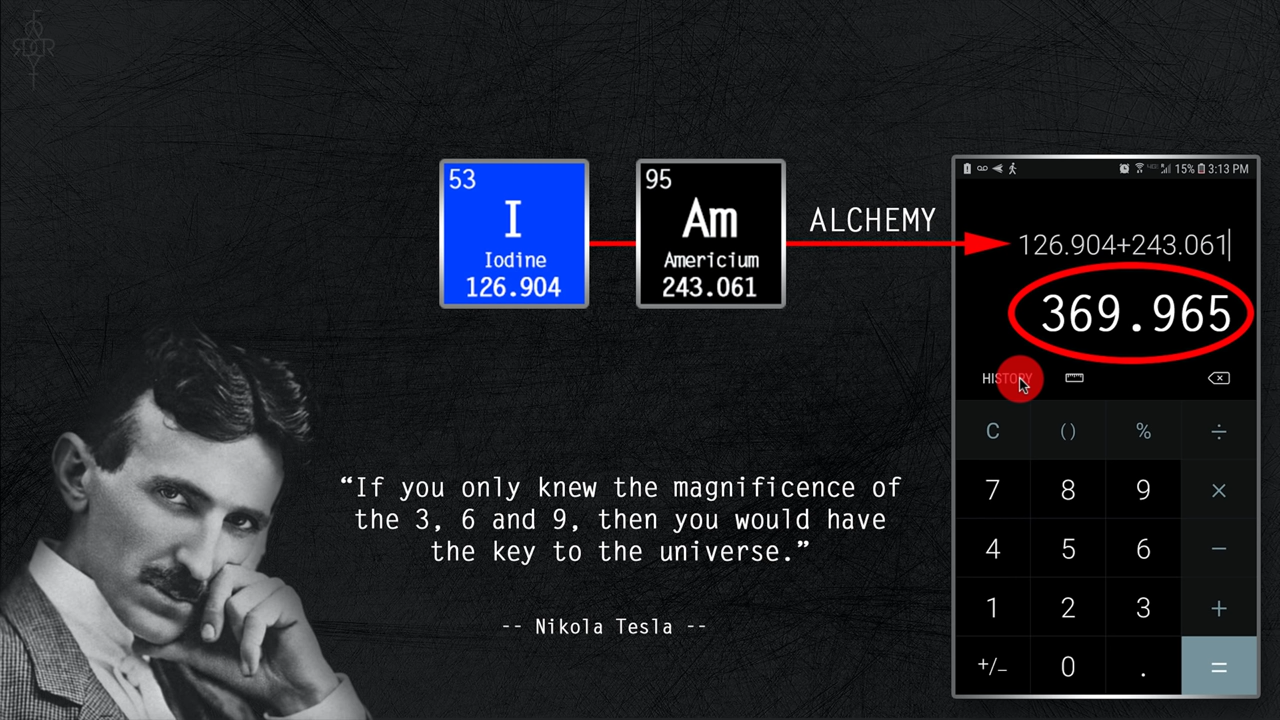 53
I
Iodine
126.904
95
Am
Americium
243.061
ALCHEMY
15% 3:13 PM
126.904+243.061
369.965
HISTORY
C () % ÷
7 8 9 ×
4 5 6 −
1 2 3 +
+/− 0 . =
“If you only knew the magnificence of
the 3, 6 and 9, then you would have
the key to the universe.”
-- Nikola Tesla --